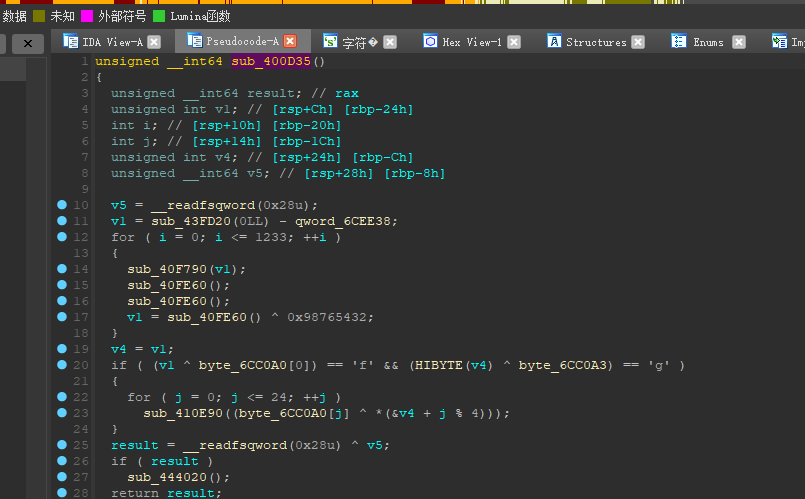 数据 未知 外部符号 Lumina函数
IDA View-A Pseudocode-A 字符� Hex View-1 Structures Enums
1 unsigned __int64 sub_400D35()
2 {
3 unsigned __int64 result; // rax
4 unsigned int v1; // [rsp+Ch] [rbp-24h]
5 int i; // [rsp+10h] [rbp-20h]
6 int j; // [rsp+14h] [rbp-1Ch]
7 unsigned int v4; // [rsp+24h] [rbp-Ch]
8 unsigned __int64 v5; // [rsp+28h] [rbp-8h]
9
10 v5 = __readfsqword(0x28u);
11 v1 = sub_43FD20(0LL) - qword_6CEE38;
12 for ( i = 0; i <= 1233; ++i )
13 {
14 sub_40F790(v1);
15 sub_40FE60();
16 sub_40FE60();
17 v1 = sub_40FE60() ^ 0x98765432;
18 }
19 v4 = v1;
20 if ( (v1 ^ byte_6CC0A0[0]) == 'f' && (HIBYTE(v4) ^ byte_6CC0A3) == 'g' )
21 {
22 for ( j = 0; j <= 24; ++j )
23 sub_410E90((byte_6CC0A0[j] ^ *(&v4 + j % 4)));
24 }
25 result = __readfsqword(0x28u) ^ v5;
26 if ( result )
27 sub_444020();
28 return result;